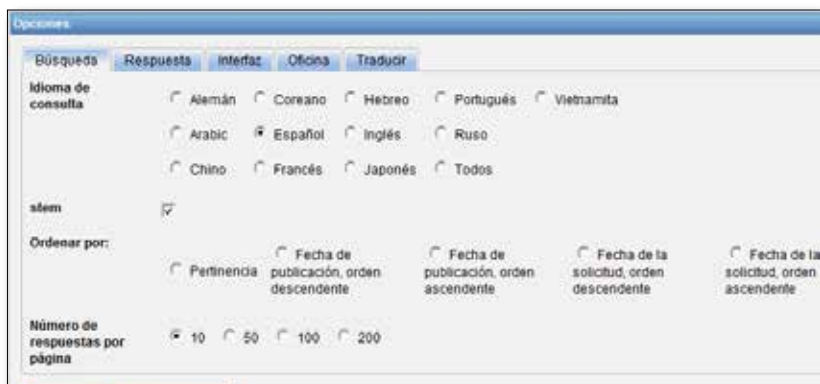 Opciones
Búsqueda Respuesta Interfaz Oficina Traducir
Idioma de consulta
Alemán Coreano Hebreo Portugués Vietnamita
Arabic Español Inglés Ruso
Chino Francés Japonés Todos
stem
Ordenar por:
Pertinencia
Fecha de publicación, orden descendente
Fecha de publicación, orden ascendente
Fecha de la solicitud, orden descendente
Fecha de la solicitud, orden ascendente
Número de respuestas por página
10 50 100 200